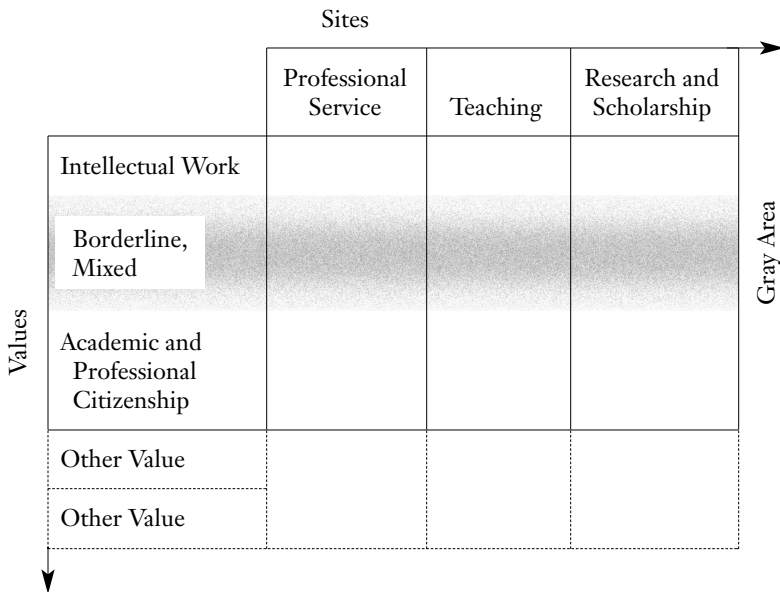 Sites
Professional
Service
Teaching
Research and
Scholarship
Intellectual Work
Borderline,
Mixed
Gray Area
Values
Academic and
Professional
Citizenship
Other Value
Other Value